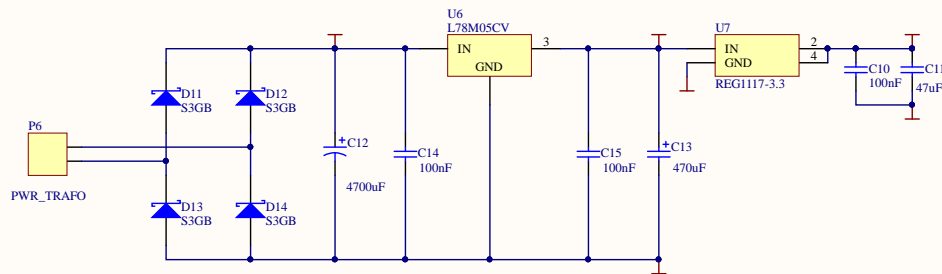 U6
L78M05CV
IN
3
GND
U7
IN
GND
2
4
REG1117-3.3
C10
100nF
C11
47uF
D11
S3GB
D12
S3GB
P6
PWR_TRAFO
+
C12
4700uF
C14
100nF
C15
100nF
+
C13
470uF
D13
S3GB
D14
S3GB